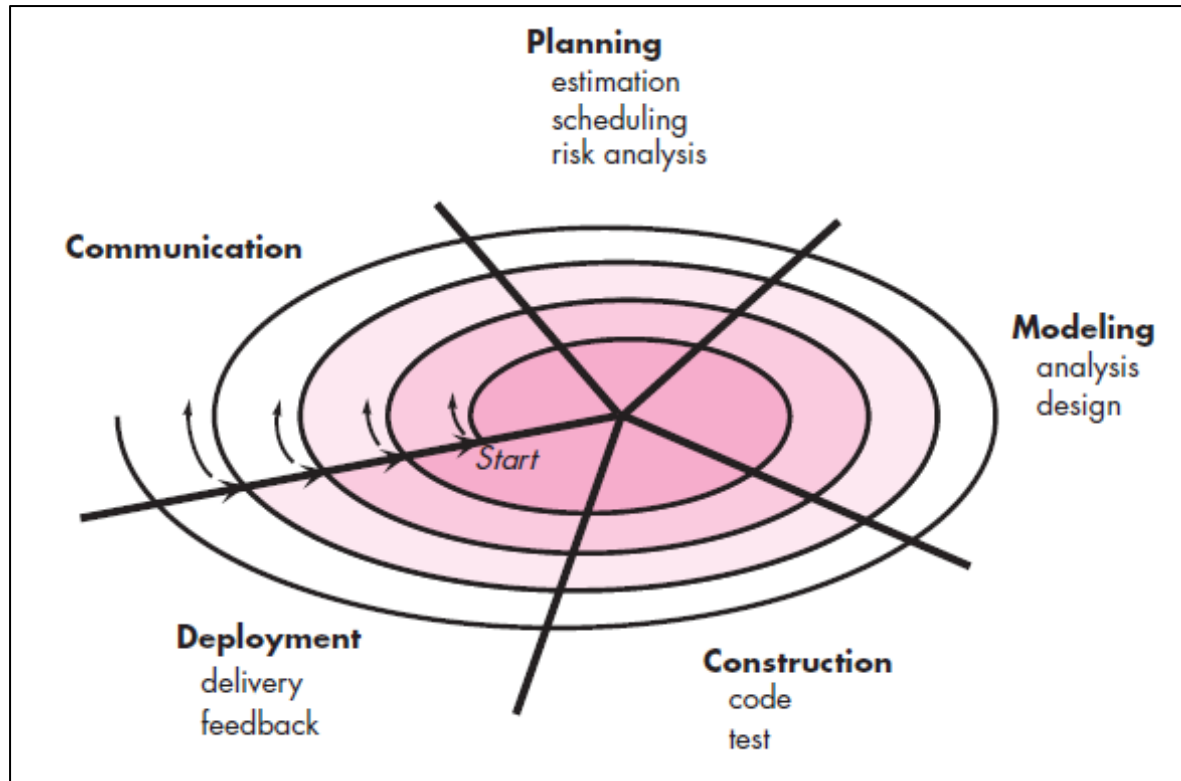 Planning
estimation
scheduling
risk analysis
Communication
Modeling
analysis
design
Start
Deployment
delivery
feedback
Construction
code
test